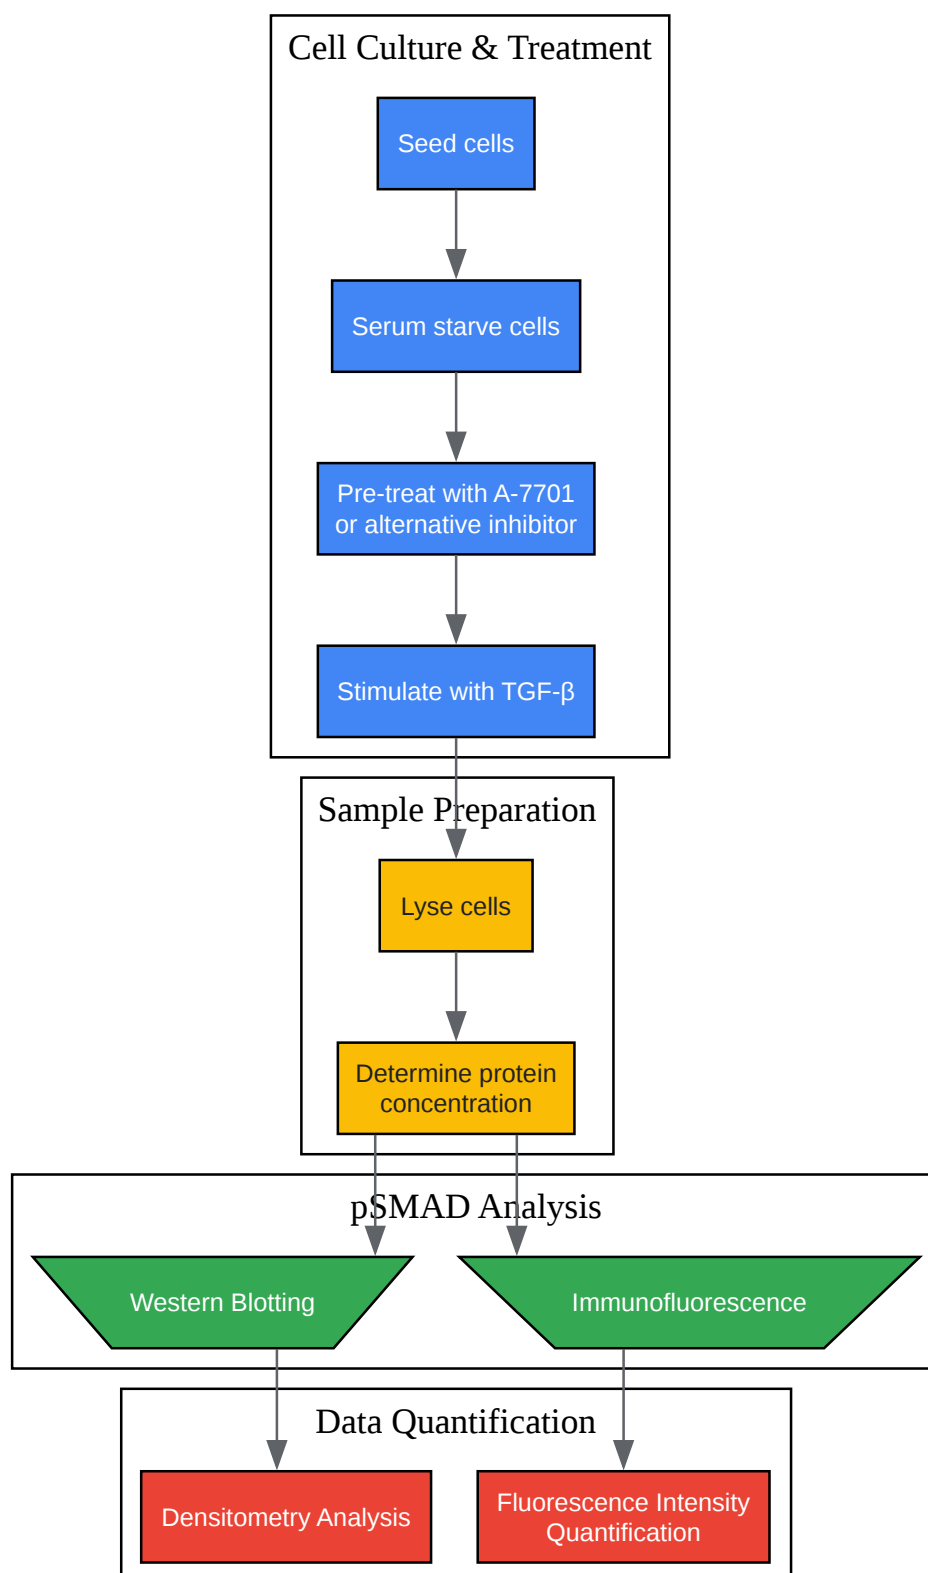 Cell Culture & Treatment
Seed cells
Serum starve cells
Pre-treat with A-7701
or alternative inhibitor
Stimulate with TGF-β
Sample Preparation
Lyse cells
Determine protein
concentration
pSMAD Analysis
Western Blotting
Immunofluorescence
Data Quantification
Densitometry Analysis
Fluorescence Intensity
Quantification